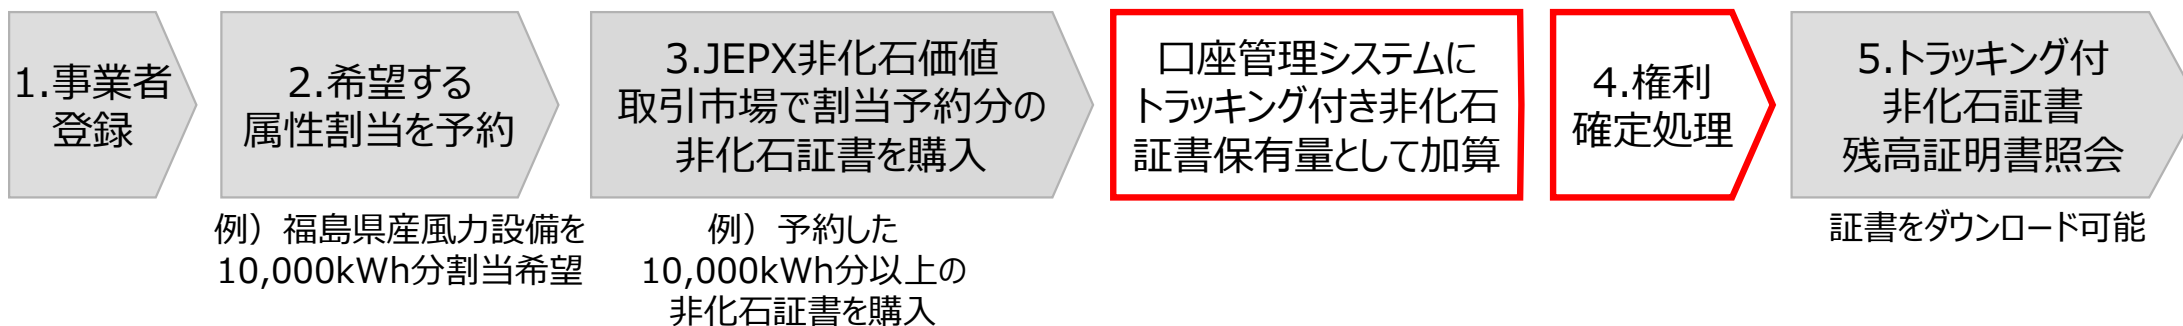 1.事業者
登録
2.希望する
属性割当を予約
3.JEPX非化石価値
取引市場で割当予約分の
非化石証書を購入
口座管理システムに
トラッキング付き非化石
証書保有量として加算
4.権利
確定処理
5.トラッキング付
非化石証書
残高証明書照会
例）福島県産風力設備を
10,000kWh分割当希望
例）予約した
10,000kWh分以上の
非化石証書を購入
証書をダウンロード可能